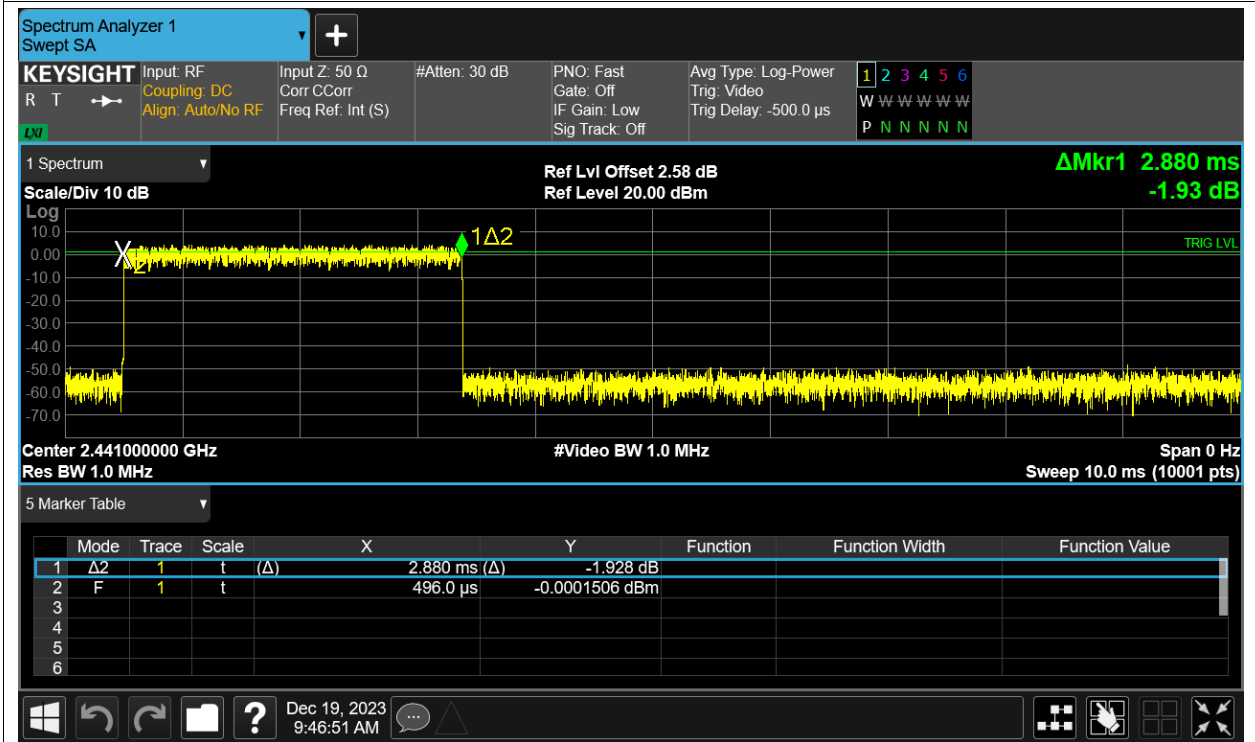 Spectrum Analyzer 1
Swept SA
+
KEYSIGHT
R T
LXI
Input: RF
Coupling: DC
Align: Auto/No RF
Input Z: 50 Ω
Corr CCorr
Freq Ref: Int (S)
#Atten: 30 dB
PNO: Fast
Gate: Off
IF Gain: Low
Sig Track: Off
Avg Type: Log-Power
Trig: Video
Trig Delay: -500.0 µs
1 2 3 4 5 6
W W W W W W
P N N N N N
1 Spectrum
Scale/Div 10 dB
Ref Lvl Offset 2.58 dB
Ref Level 20.00 dBm
ΔMkr1 2.880 ms
-1.93 dB
Log
10.0
0.00
-10.0
-20.0
-30.0
-40.0
-50.0
-60.0
-70.0
X2
1Δ2
TRIG LVL
Center 2.441000000 GHz
Res BW 1.0 MHz
#Video BW 1.0 MHz
Span 0 Hz
Sweep 10.0 ms (10001 pts)
5 Marker Table
Mode Trace Scale X Y Function Function Width Function Value
1 Δ2 1 t (Δ) 2.880 ms (Δ) -1.928 dB
2 F 1 t 496.0 µs -0.0001506 dBm
3
4
5
6
?
Dec 19, 2023
9:46:51 AM